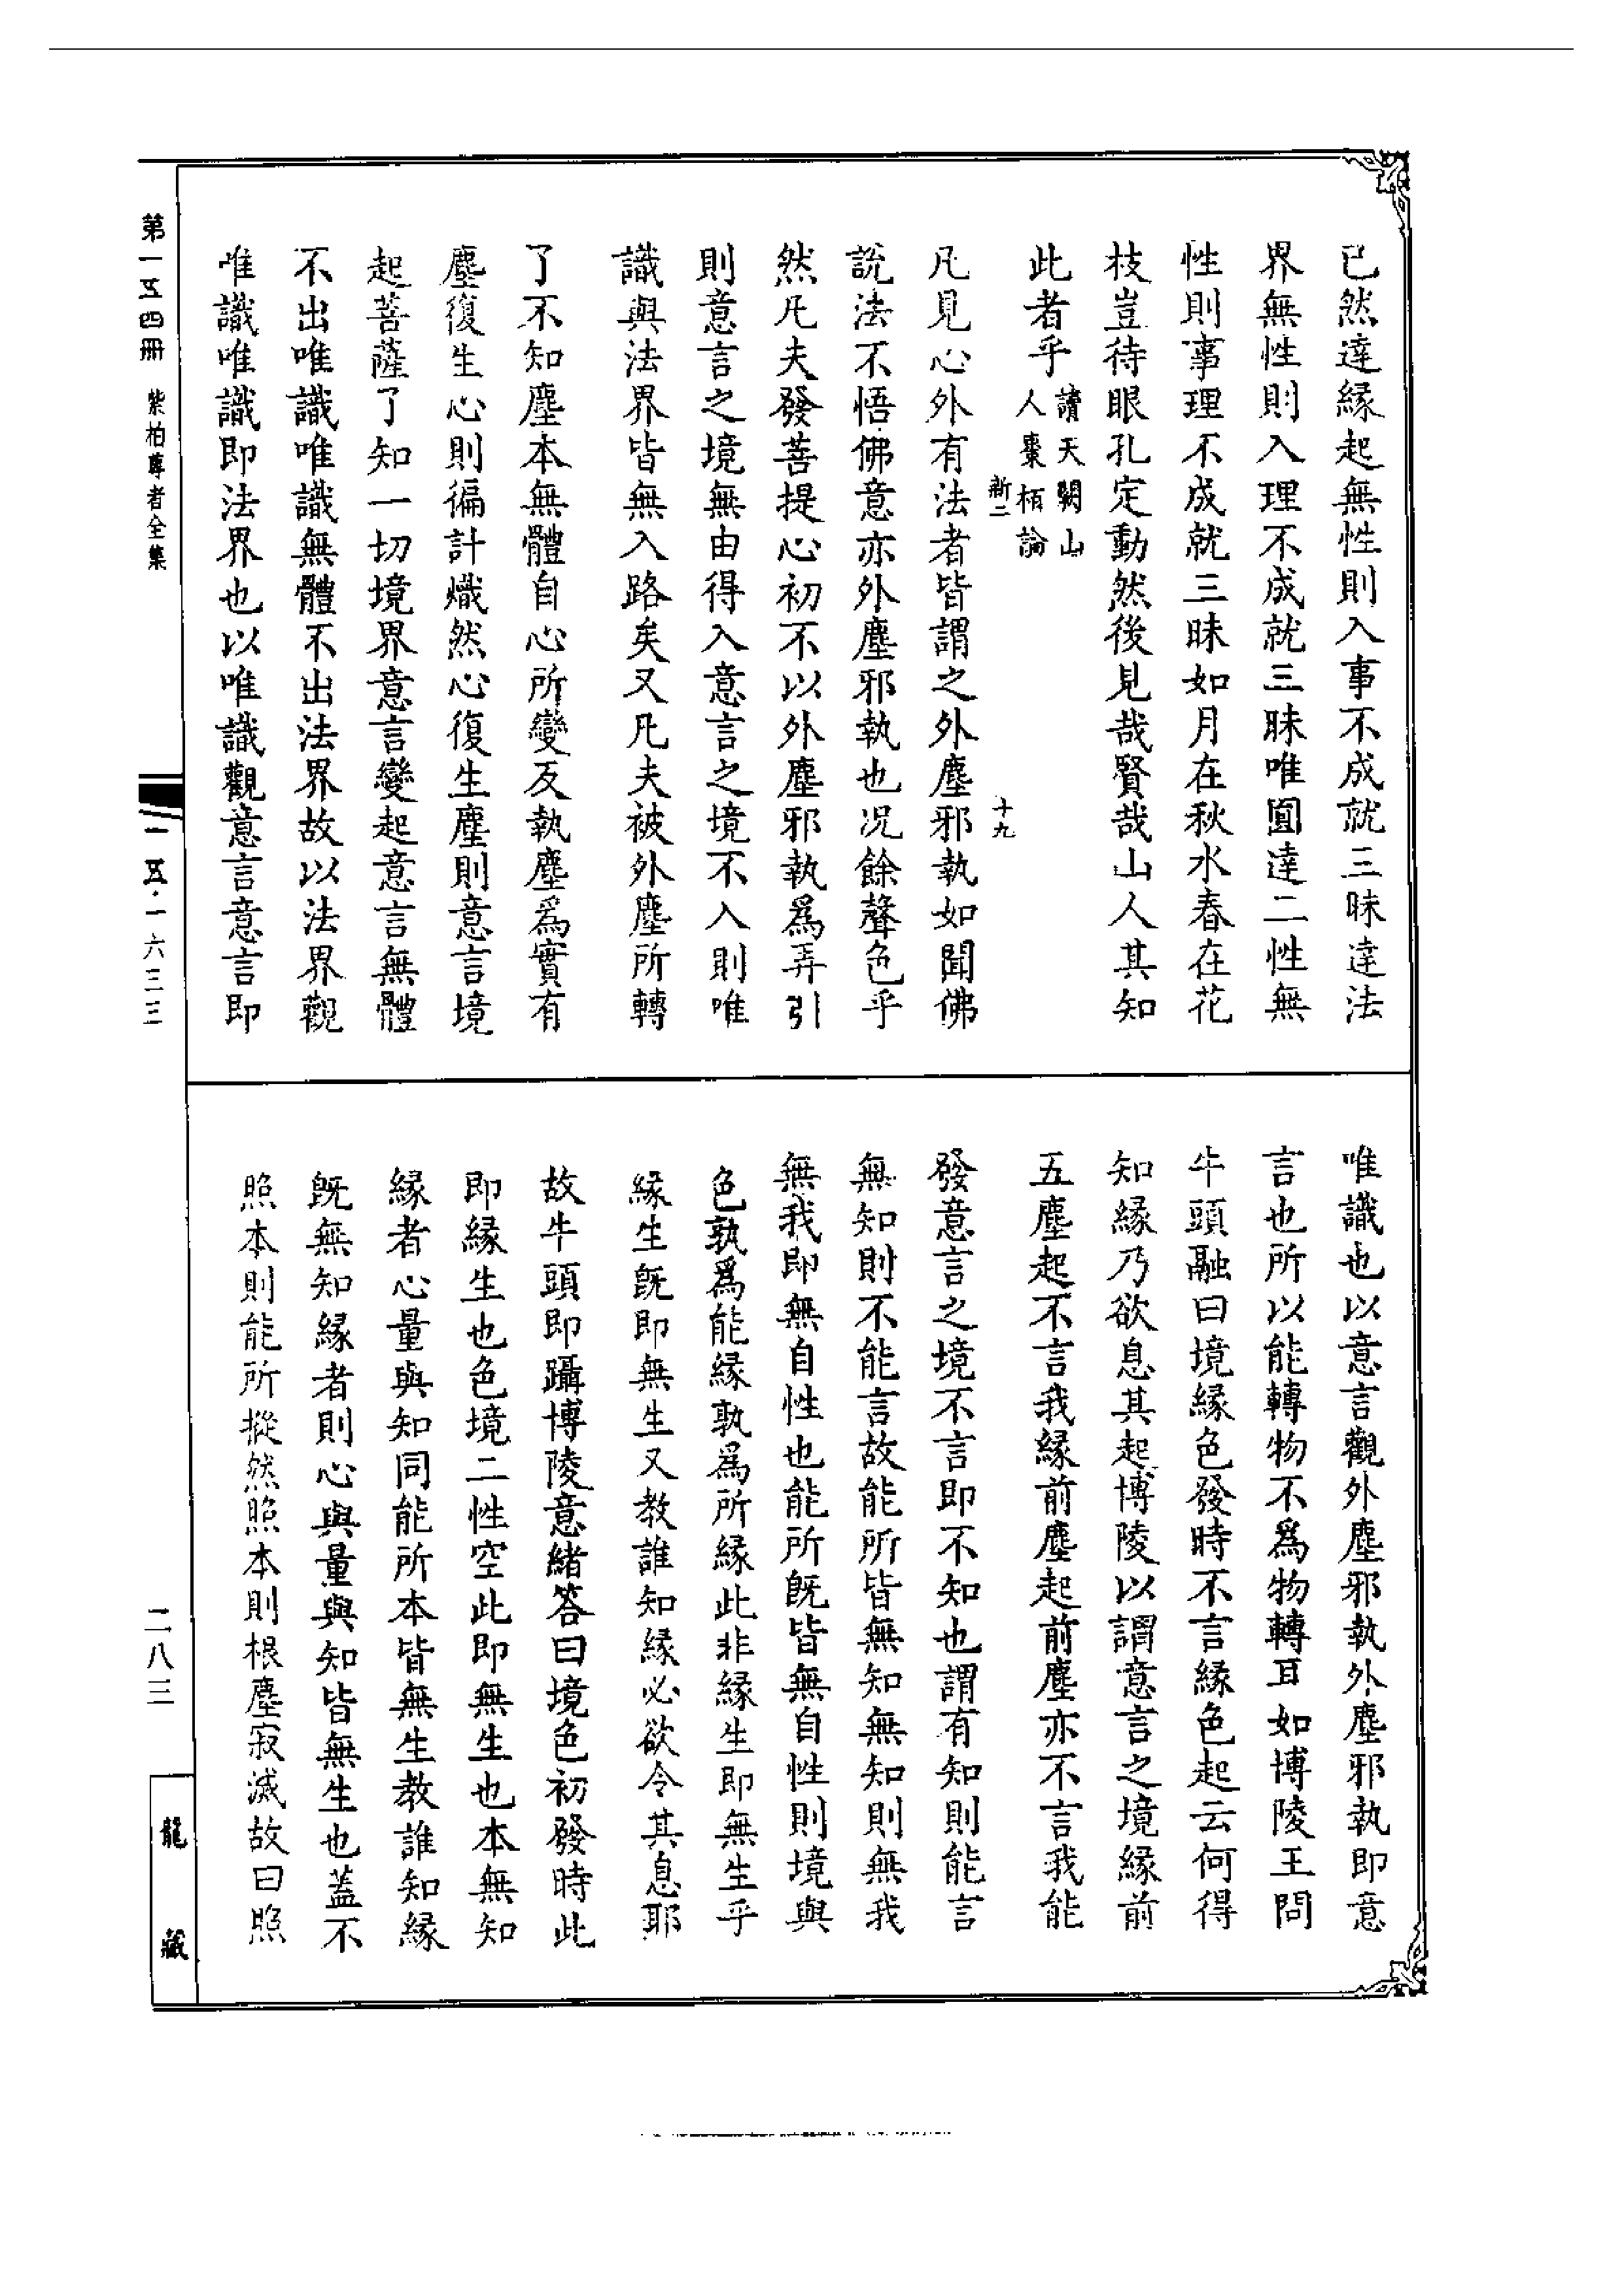 已然達緣起無性則入事不成就三昧達法
界無性則入理不成就三昧唯圓達二性無
性則事理不成就三昧如月在秋水春在花
枝豈待眼孔定動然後見哉賢哉山人其知
此者乎讀天闕山
人棗栢論
新二
十九
凡見心外有法者皆謂之外塵邪執如聞佛
說法不悟佛意亦外塵邪執也况餘聲色乎
然凡夫發菩提心初不以外塵邪執爲弄引
則意言之境無由得入意言之境不入則唯
識與法界皆無入路矣又凡夫被外塵所轉
了不知塵本無體自心所變反執塵爲實有
塵復生心則徧計熾然心復生塵則意言境
起菩薩了知一切境界意言變起意言無體
不出唯識唯識無體不出法界故以法界觀
唯識唯識即法界也以唯識觀意言意言即
唯識也以意言觀外塵邪執外塵邪執即意
言也所以能轉物不爲物轉耳如博陵王問
牛頭融曰境緣色發時不言緣色起云何得
知緣乃欲息其起博陵以謂意言之境緣前
五塵起不言我緣前塵起前塵亦不言我能
發意言之境不言即不知也謂有知則能言
無知則不能言故能所皆無知無知則無我
無我即無自性也能所既皆無自性則境與
色孰爲能緣孰爲所緣此非緣生即無生乎
緣生既即無生又教誰知緣必欲令其息耶
故牛頭即躡博陵意緒答曰境色初發時此
即緣生也色境二性空此即無生也本無知
緣者心量與知同能所本皆無生教誰知緣
既無知緣者則心與量與知皆無生也蓋不
照本則能所摐然照本則根塵寂滅故曰照
第一五四冊 紫柏尊者全集
一五·一六三三
二八三
龍藏